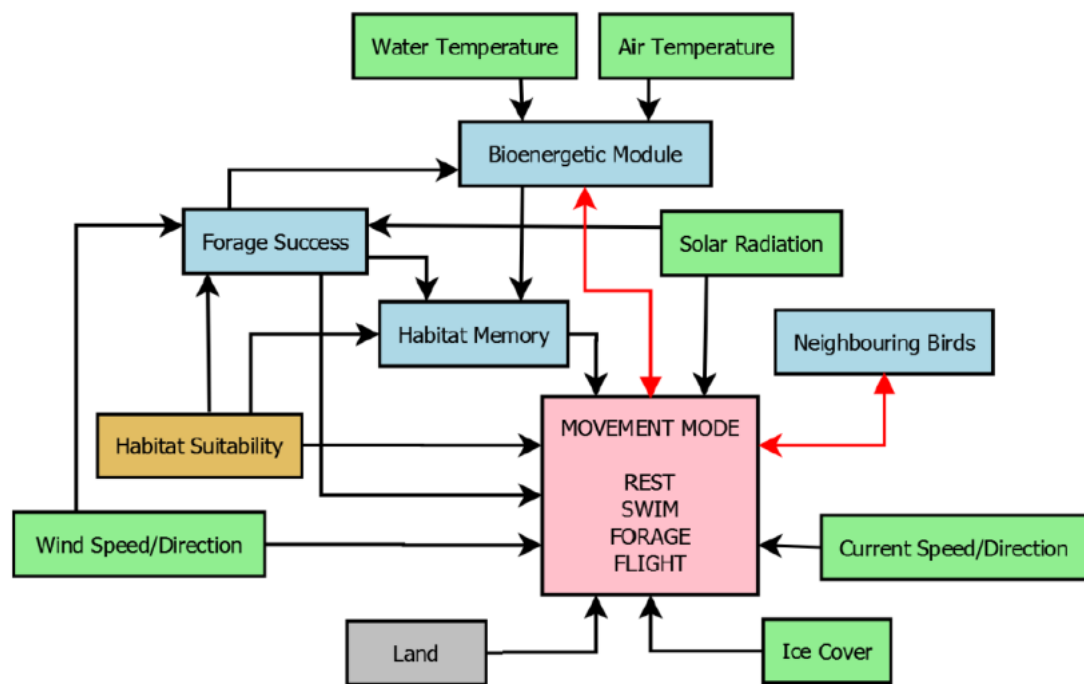 Water Temperature
Air Temperature
Bioenergetic Module
Forage Success
Solar Radiation
Habitat Memory
Neighbouring Birds
Habitat Suitability
MOVEMENT MODE
REST
SWIM
FORAGE
FLIGHT
Wind Speed/Direction
Current Speed/Direction
Land
Ice Cover